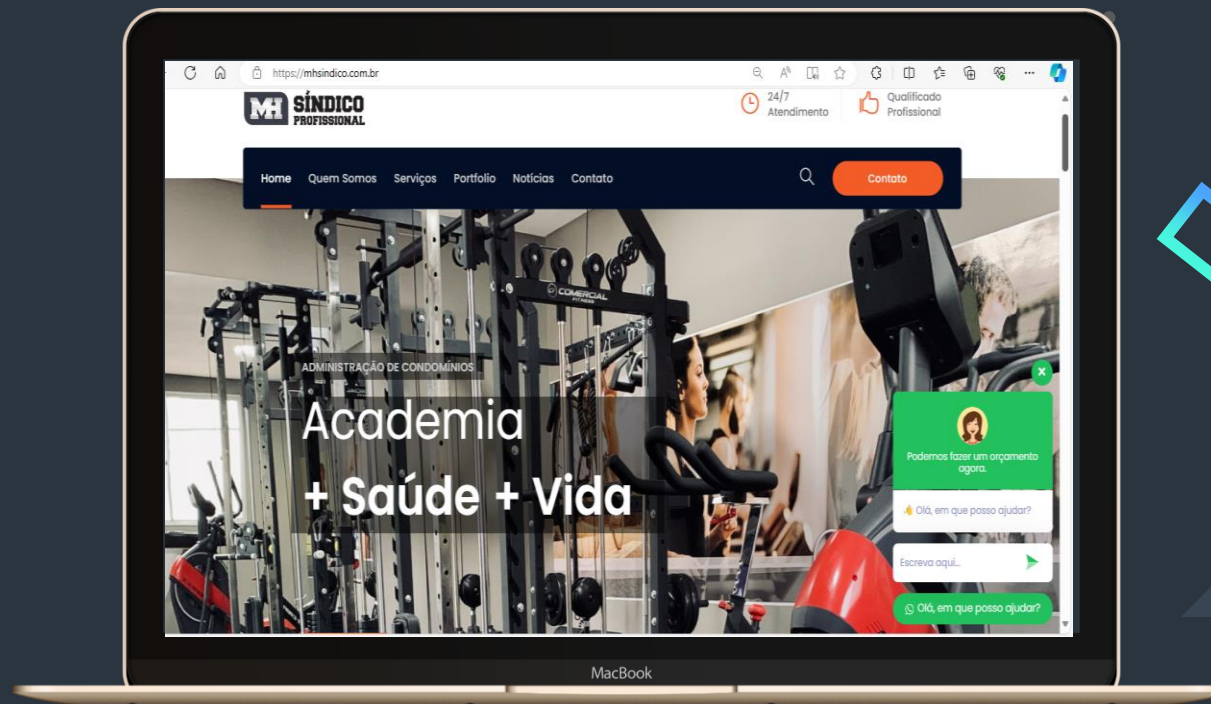 https://mhsindico.com.br
MH SÍNDICO
PROFISSIONAL
24/7
Atendimento
Qualificado
Profissional
Home Quem Somos Serviços Portfolio Notícias Contato
Contato
COMERCIAL
FITNESS
ADMINISTRAÇÃO DE CONDOMÍNIOS
Academia
+ Saúde + Vida
Podemos fazer um orçamento
agora.
Olá, em que posso ajudar?
Escreva aqui...
Olá, em que posso ajudar?
MacBook